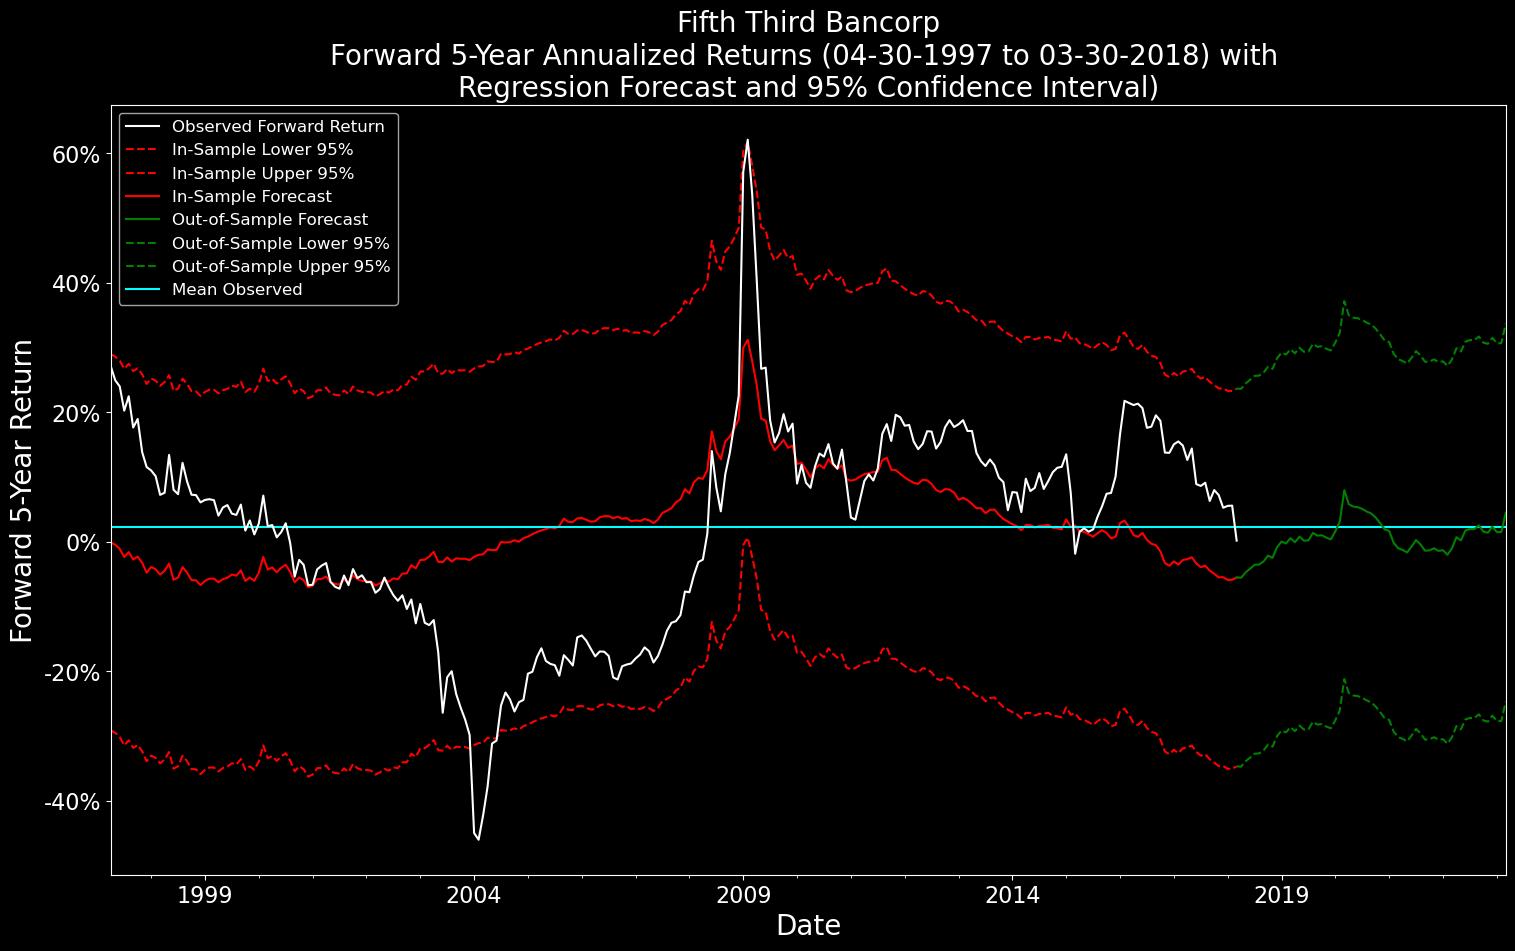 Fifth Third Bancorp
Forward 5-Year Annualized Returns (04-30-1997 to 03-30-2018) with
Regression Forecast and 95% Confidence Interval)
Observed Forward Return
In-Sample Lower 95%
In-Sample Upper 95%
In-Sample Forecast
Out-of-Sample Forecast
Out-of-Sample Lower 95%
Out-of-Sample Upper 95%
Mean Observed
Forward 5-Year Return
60%
40%
20%
0%
-20%
-40%
1999
2004
2009
2014
2019
Date